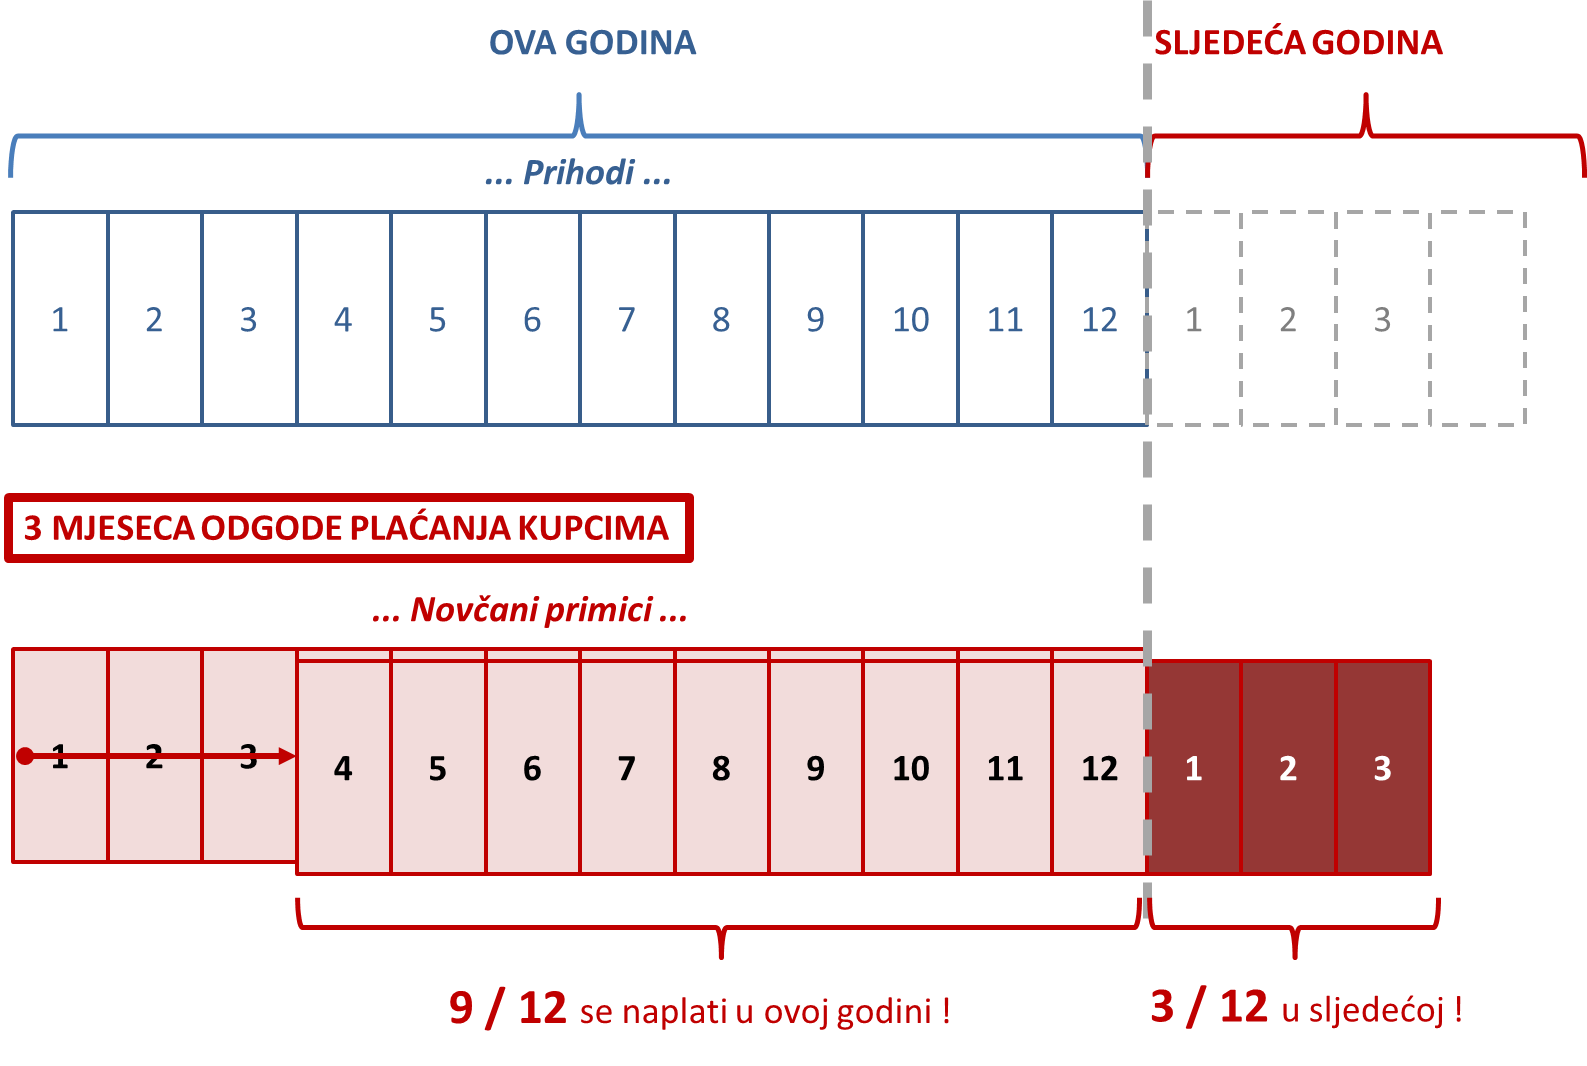 OVA GODINA SLJEDEĆA GODINA
... Prihodi ...
1 2 3 4 5 6 7 8 9 10 11 12 1 2 3
3 MJESECA ODGODE PLAĆANJA KUPCIMA
... Novčani primici ...
1 2 3 4 5 6 7 8 9 10 11 12 1 2 3
9 / 12 se naplati u ovoj godini ! 3 / 12 u sljedećoj !